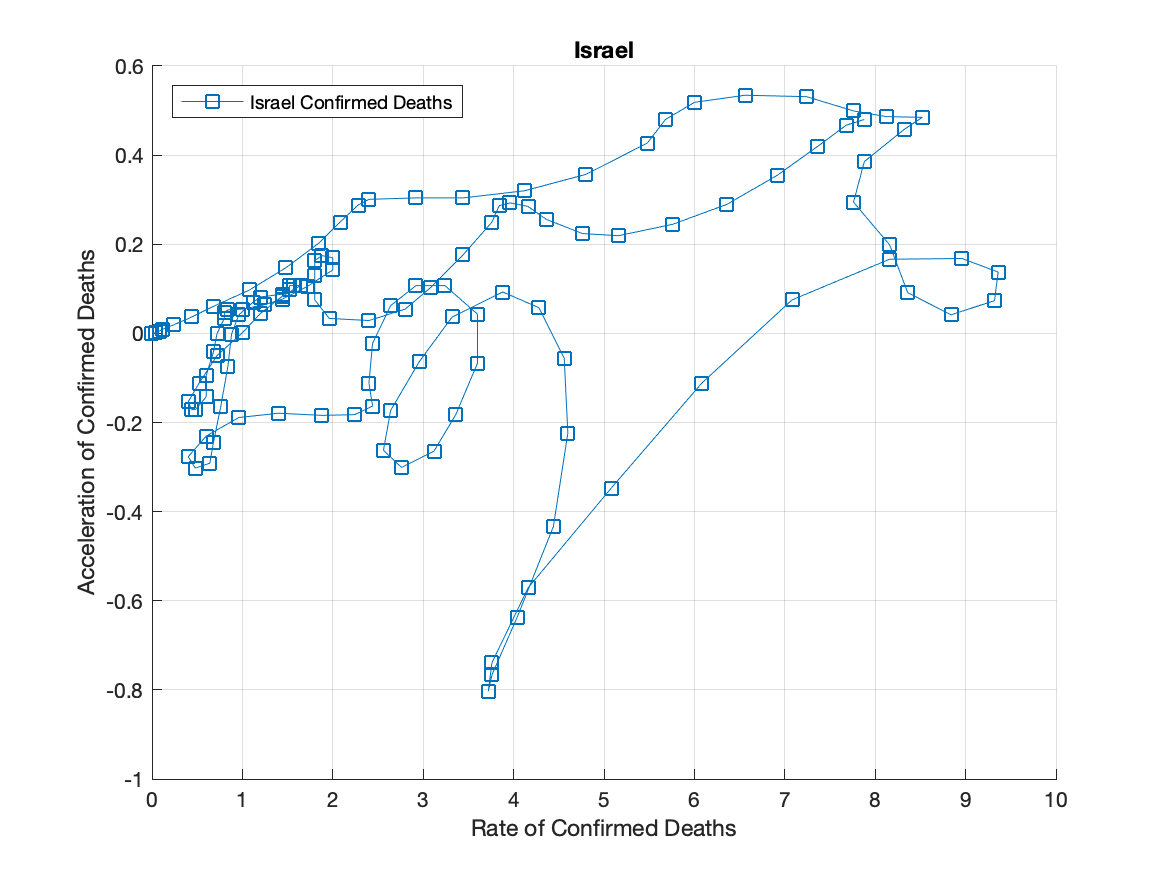 Israel
Israel Confirmed Deaths
0.6
0.4
0.2
0
-0.2
-0.4
-0.6
-0.8
-1
Acceleration of Confirmed Deaths
0 1 2 3 4 5 6 7 8 9 10
Rate of Confirmed Deaths